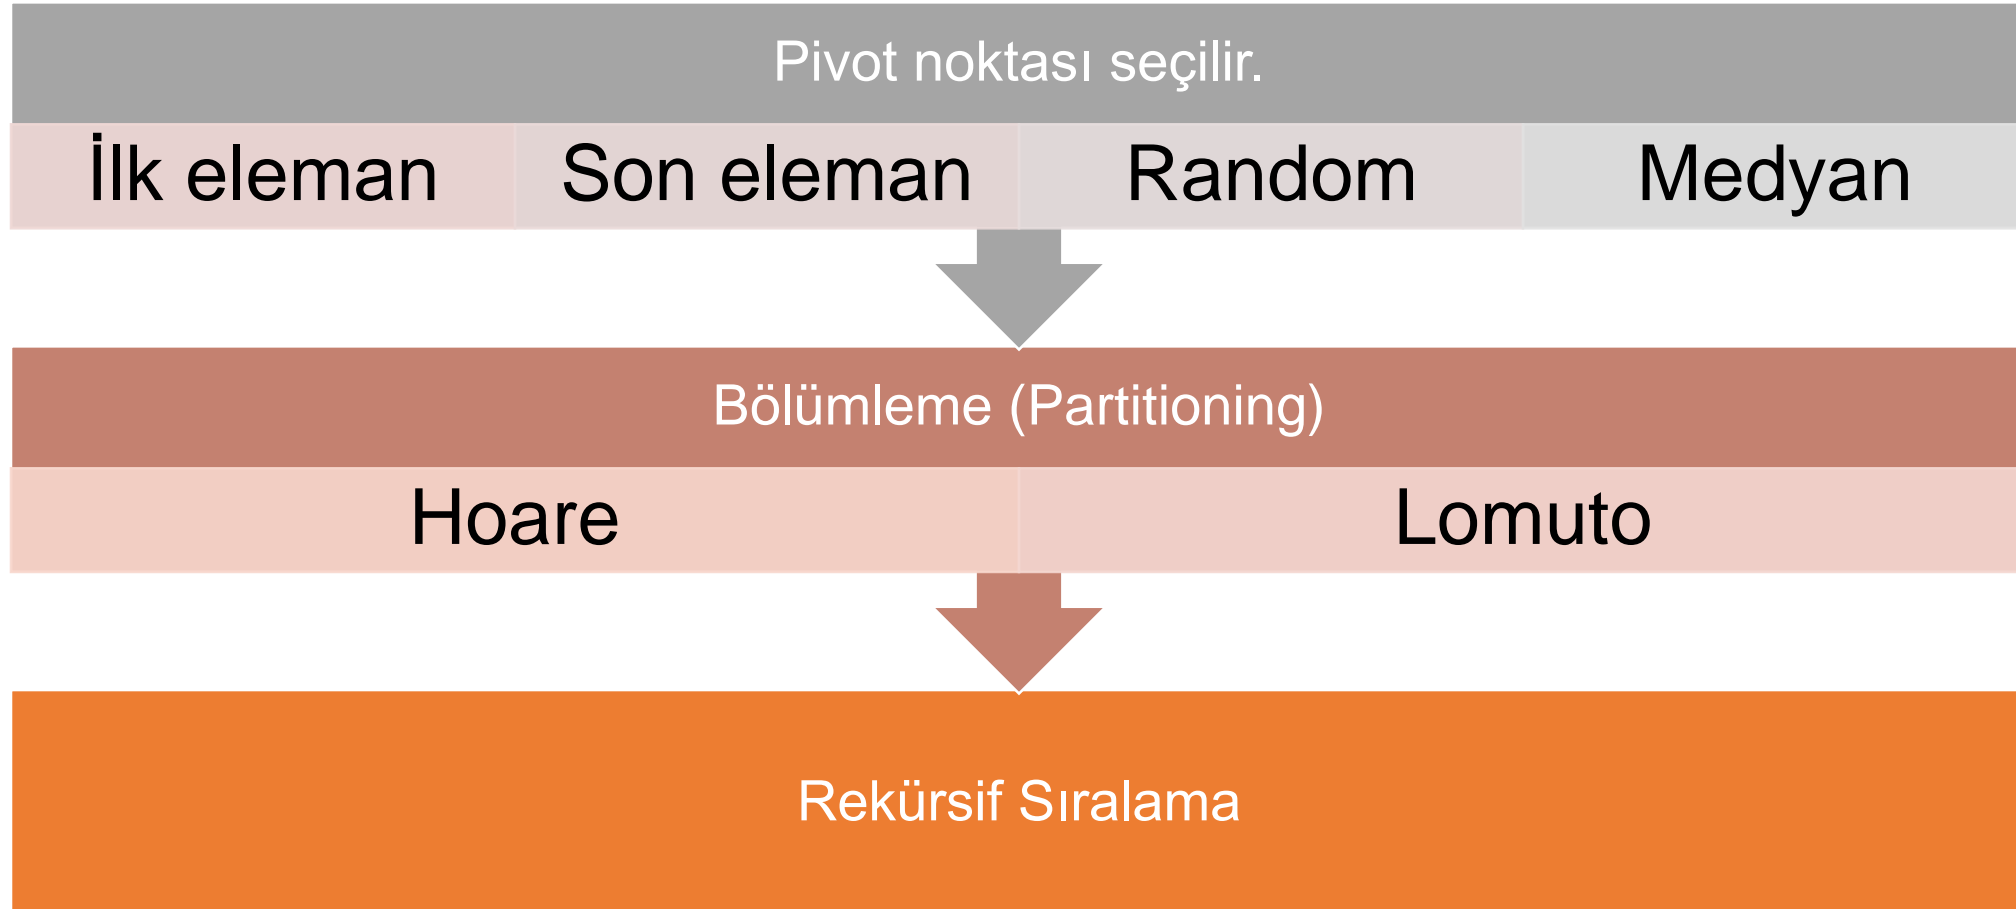 Pivot noktası seçilir.
İlk eleman
Son eleman
Random
Medyan
Bölümleme (Partitioning)
Hoare
Lomuto
Rekürsif Sıralama